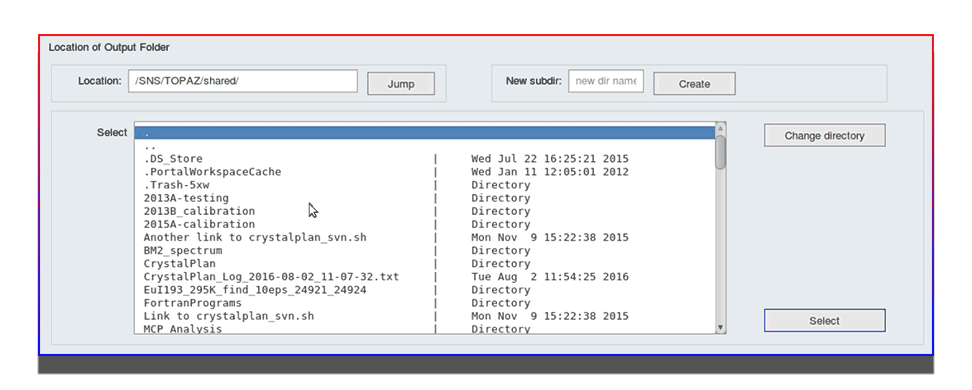 Location of Output Folder
Location: /SNS/TOPAZ/shared/ Jump New subdir: new dir name Create
Select . Change directory
..
.DS_Store | Wed Jul 22 16:25:21 2015
.PortalWorkspaceCache | Wed Jan 11 12:05:01 2012
.Trash-5xw | Directory
2013A-testing | Directory
2013B_calibration | Directory
2015A-calibration | Directory
Another link to crystalplan_svn.sh | Mon Nov  9 15:22:38 2015
BM2_spectrum | Directory
CrystalPlan | Directory
CrystalPlan_Log_2016-08-02_11-07-32.txt | Tue Aug  2 11:54:25 2016
EuI193_295K_find_10eps_24921_24924 | Directory
FortranPrograms | Directory
Link to crystalplan_svn.sh | Mon Nov  9 15:22:38 2015 Select
MCP Analysis | Directory